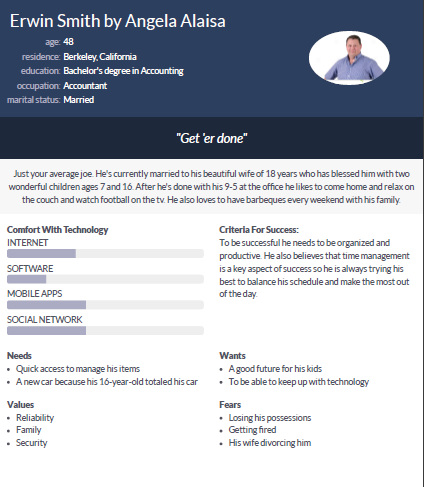 Erwin Smith by Angela Alaisa
age: 48
residence: Berkeley, California
education: Bachelor's degree in Accounting
occupation: Accountant
marital status: Married
"Get 'er done"
Just your average joe. He's currently married to his beautiful wife of 18 years who has blessed him with two
wonderful children ages 7 and 16. After he's done with his 9-5 at the office he likes to come home and relax on
the couch and watch football on the tv. He also loves to have barbeques every weekend with his family.
Comfort With Technology
INTERNET
SOFTWARE
MOBILE APPS
SOCIAL NETWORK
Criteria For Success:
To be successful he needs to be organized and
productive. He also believes that time management
is a key aspect of success so he is always trying his
best to balance his schedule and make the most out
of the day.
Needs
• Quick access to manage his items
• A new car because his 16-year-old totaled his car
Wants
• A good future for his kids
• To be able to keep up with technology
Values
• Reliability
• Family
• Security
Fears
• Losing his possessions
• Getting fired
• His wife divorcing him